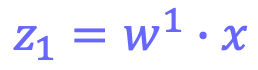 z₁ = w¹ · x